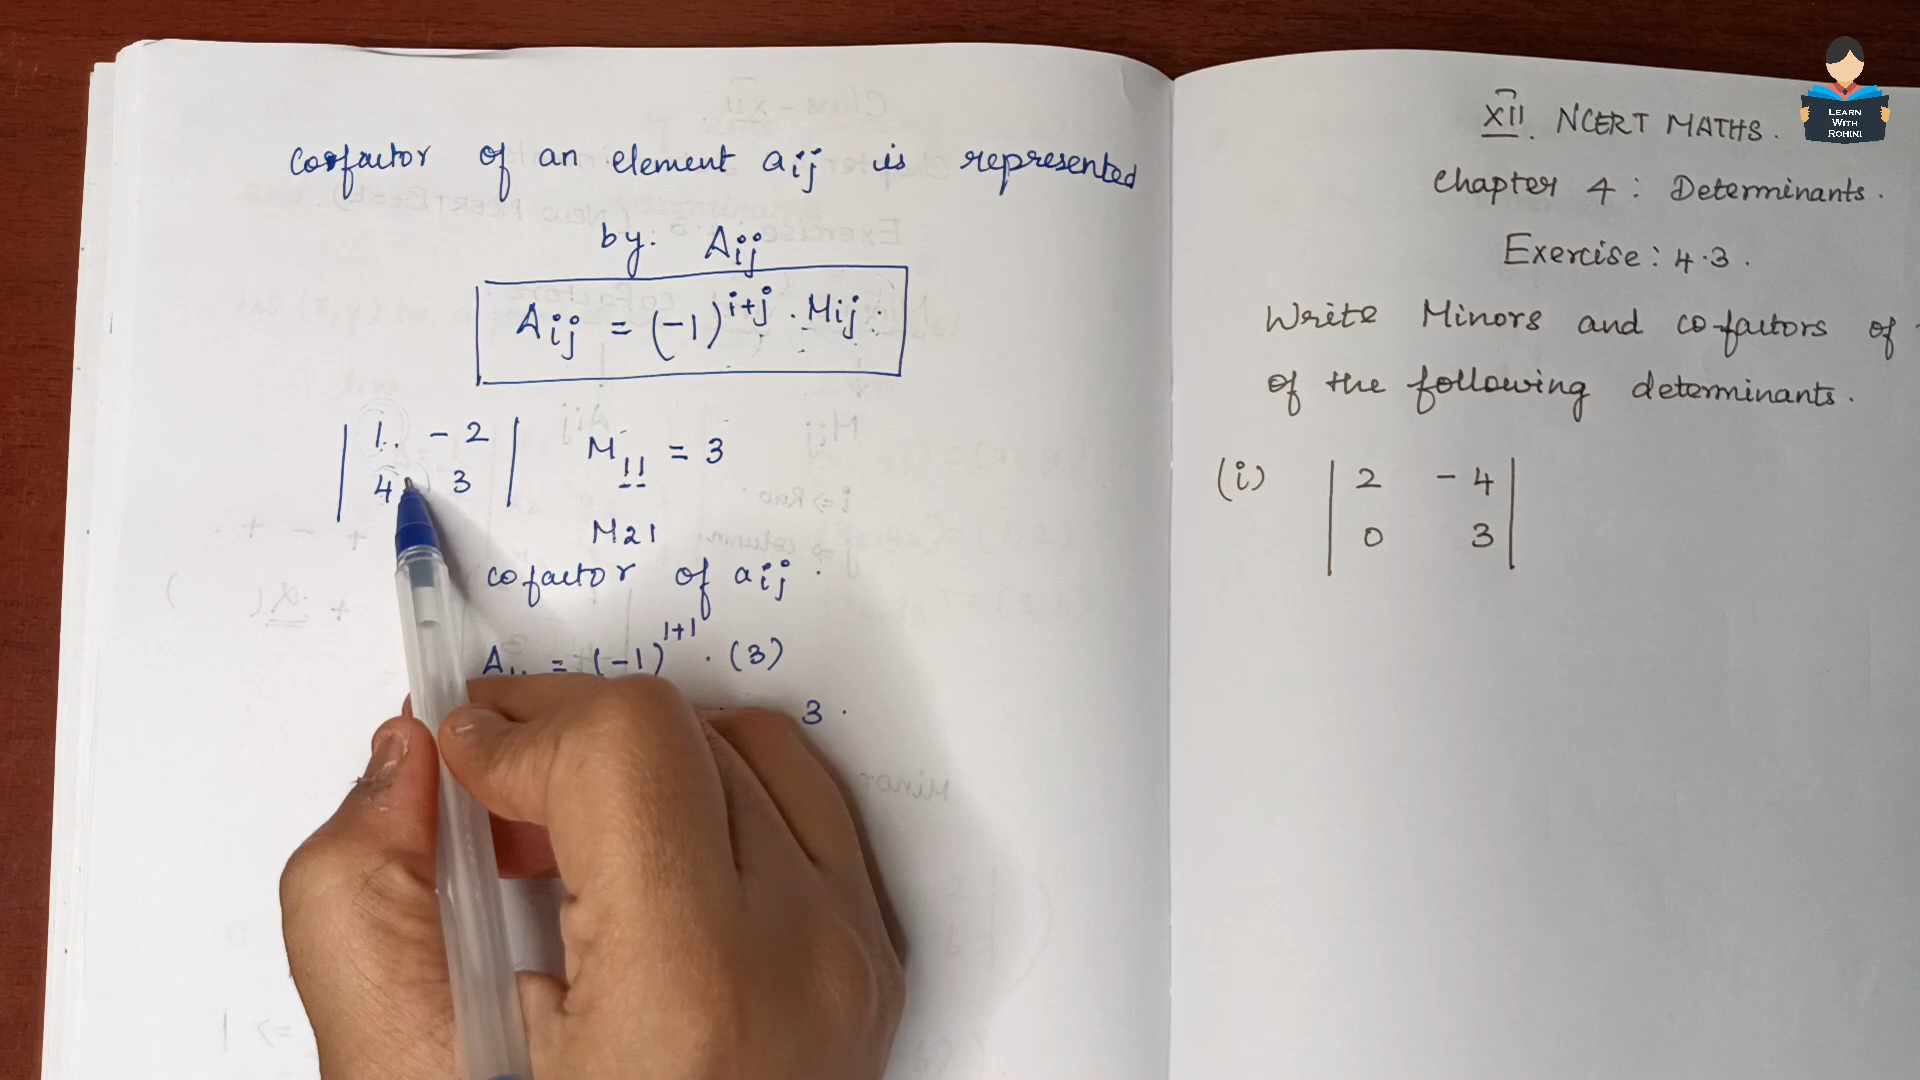 cofactor of an element aij is represented
by: Aij
Aij = (-1)^i+j . Mij
1. -2
4 3
M11 = 3
M21
cofactor of aij
A11 = (-1)^1+1 . (3)
3 .
XII. NCERT MATHS.
Chapter 4 : Determinants.
Exercise: 4.3.
Write Minors and co-factors of
of the following determinants.
(i) 2 -4
0 3
LEARN
WITH
ROHINI